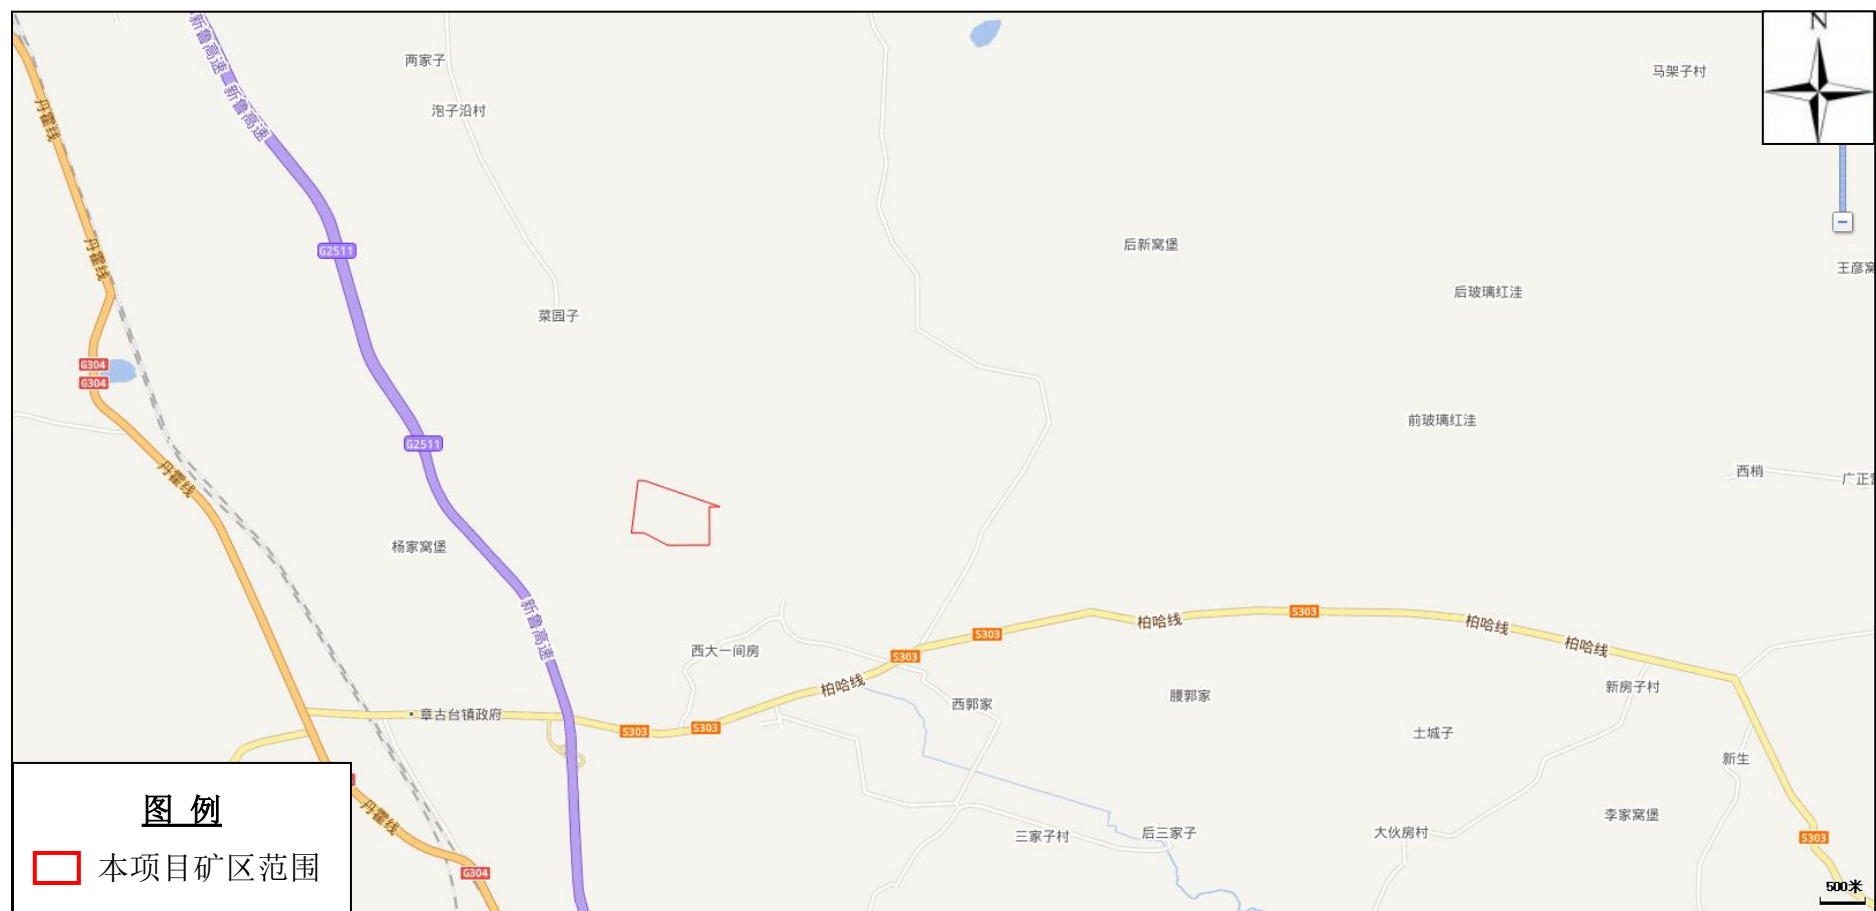 N
新鲁高速
新鲁高速
两家子
马架子村
泡子沿村
丹霍线
丹霍线
G2511
后新窝堡
后玻璃红洼
菜园子
G304
G304
前玻璃红洼
G2511
西梢
丹霍线
杨家窝堡
新鲁高速
S303
柏哈线
柏哈线
柏哈线
S303
西大一间房
S303
柏哈线
新房子村
腰郭家
西郭家
章古台镇政府
S303
S303
土城子
新生
丹霍线
李家窝堡
三家子村
后三家子
大伙房村
S303
G304
500米
图 例
本项目矿区范围